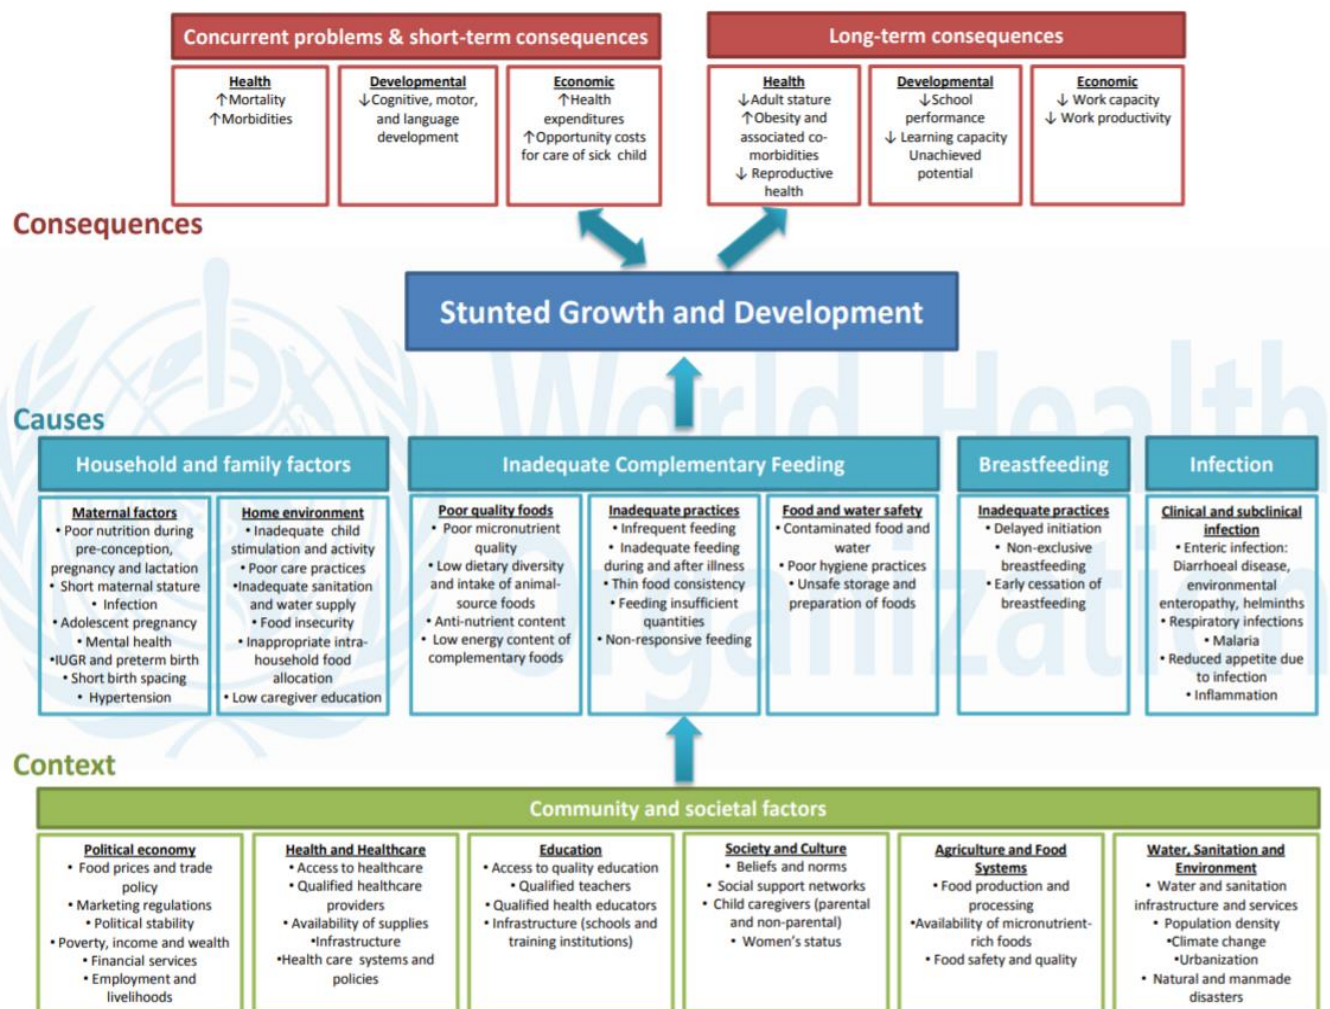 Concurrent problems & short-term consequences
Health
↑Mortality
↑Morbidities
Developmental
↓Cognitive, motor,
and language
development
Economic
↑Health
expenditures
↑Opportunity costs
for care of sick child
Long-term consequences
Health
↓Adult stature
↑Obesity and
associated co-
morbidities
↓ Reproductive
health
Developmental
↓School
performance
↓ Learning capacity
Unachieved
potential
Economic
↓ Work capacity
↓ Work productivity
Consequences
Stunted Growth and Development
World Health
Organization
Causes
Household and family factors
Maternal factors
• Poor nutrition during
pre-conception,
pregnancy and lactation
• Short maternal stature
• Infection
• Adolescent pregnancy
• Mental health
•IUGR and preterm birth
• Short birth spacing
• Hypertension
Home environment
• Inadequate child
stimulation and activity
• Poor care practices
•Inadequate sanitation
and water supply
• Food insecurity
• Inappropriate intra-
household food
allocation
• Low caregiver education
Inadequate Complementary Feeding
Poor quality foods
• Poor micronutrient
quality
• Low dietary diversity
and intake of animal-
source foods
• Anti-nutrient content
• Low energy content of
complementary foods
Inadequate practices
• Infrequent feeding
• Inadequate feeding
during and after illness
• Thin food consistency
• Feeding insufficient
quantities
• Non-responsive feeding
Food and water safety
• Contaminated food and
water
• Poor hygiene practices
• Unsafe storage and
preparation of foods
Breastfeeding
Inadequate practices
• Delayed initiation
• Non-exclusive
breastfeeding
• Early cessation of
breastfeeding
Infection
Clinical and subclinical
infection
• Enteric infection:
Diarrhoeal disease,
environmental
enteropathy, helminths
• Respiratory infections
• Malaria
• Reduced appetite due
to infection
• Inflammation
Context
Community and societal factors
Political economy
• Food prices and trade
policy
• Marketing regulations
• Political stability
• Poverty, income and wealth
• Financial services
• Employment and
livelihoods
Health and Healthcare
• Access to healthcare
• Qualified healthcare
providers
• Availability of supplies
•Infrastructure
•Health care systems and
policies
Education
• Access to quality education
• Qualified teachers
• Qualified health educators
• Infrastructure (schools and
training institutions)
Society and Culture
• Beliefs and norms
• Social support networks
• Child caregivers (parental
and non-parental)
• Women's status
Agriculture and Food
Systems
• Food production and
processing
•Availability of micronutrient-
rich foods
• Food safety and quality
Water, Sanitation and
Environment
• Water and sanitation
infrastructure and services
• Population density
•Climate change
•Urbanization
• Natural and manmade
disasters